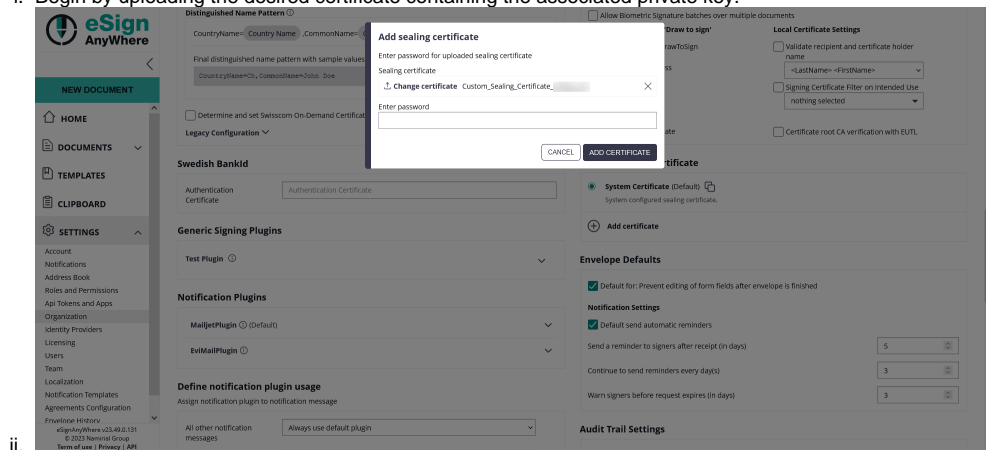 i. Begin by uploading the desired certificate containing the associated private key.
eSign
AnyWhere
NEW DOCUMENT
HOME
DOCUMENTS
TEMPLATES
CLIPBOARD
SETTINGS
Account
Notifications
Address Book
Roles and Permissions
Api Tokens and Apps
Organization
Identity Providers
Licensing
Users
Team
Localization
Notification Templates
Agreements Configuration
Envelope History
eSignAnyWhere v23.49.0.131
© 2023 Namirial Group
Term of use | Privacy | API
Distinguished Name Pattern
CountryName= Country Name ,CommonName=
Final distinguished name pattern with sample values
CountryName=Ch, CommonName=John Doe
Determine and set Swisscom On-Demand Certificat
Legacy Configuration
Swedish BankId
Authentication
Certificate
Authentication Certificate
Generic Signing Plugins
Test Plugin
Notification Plugins
MailjetPlugin (Default)
EviMailPlugin
Define notification plugin usage
Assign notification plugin to notification message
All other notification
messages
Always use default plugin
Add sealing certificate
Enter password for uploaded sealing certificate
Sealing certificate
Change certificate Custom_Sealing_Certificate_
Enter password
CANCEL
ADD CERTIFICATE
Allow Biometric Signature batches over multiple documents
'Draw to sign'
Local Certificate Settings
Validate recipient and certificate holder
name
<LastName> <FirstName>
Signing Certificate Filter on Intended Use
nothing selected
Certificate root CA verification with EUTL
System Certificate (Default)
System configured sealing certificate.
Add certificate
Envelope Defaults
Default for: Prevent editing of form fields after envelope is finished
Notification Settings
Default send automatic reminders
Send a reminder to signers after receipt (in days)
5
Continue to send reminders every day(s)
3
Warn signers before request expires (in days)
3
Audit Trail Settings
ii.